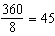 360/8 = 45